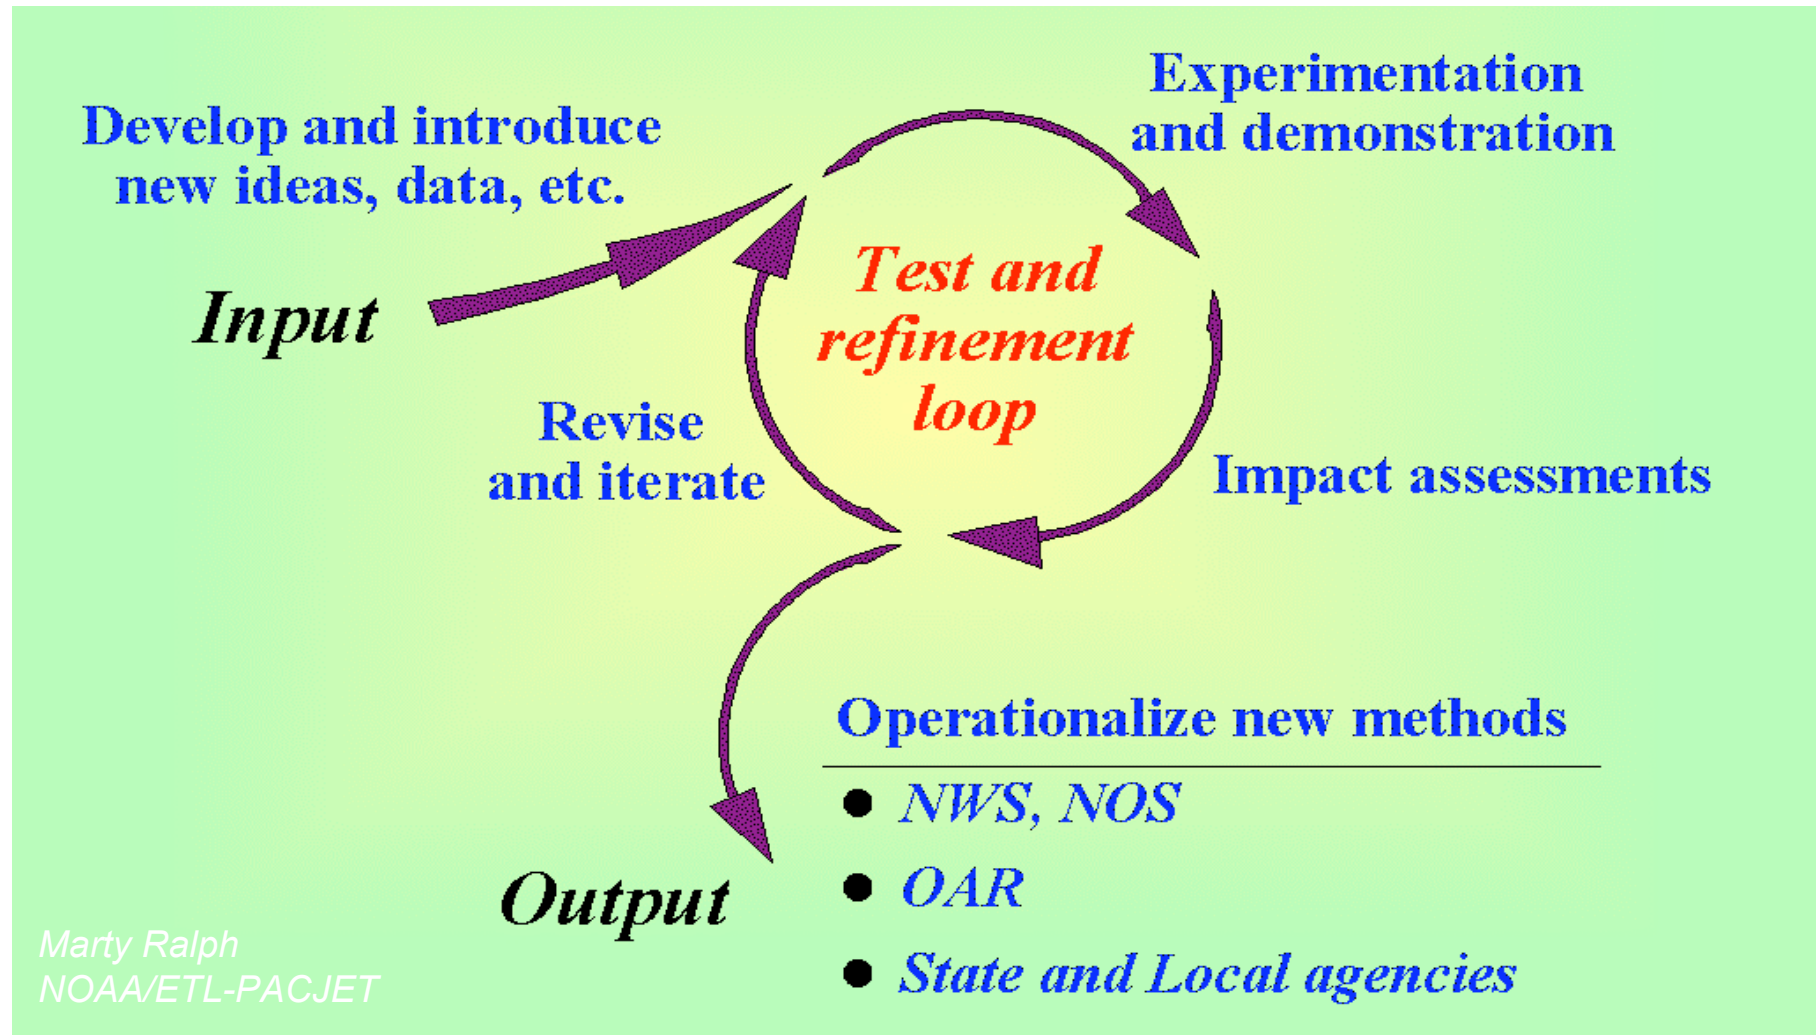 Develop and introduce
new ideas, data, etc.
Experimentation
and demonstration
Input
Test and
refinement
loop
Revise
and iterate
Impact assessments
Operationalize new methods
● NWS, NOS
● OAR
● State and Local agencies
Output
Marty Ralph
NOAA/ETL-PACJET